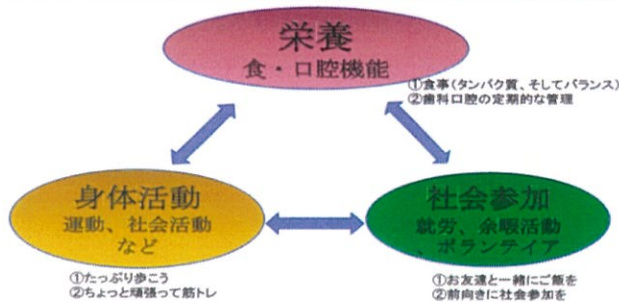 栄養
食・口腔機能
①食事(タンパク質、そしてバランス)
②歯科口腔の定期的な管理
身体活動
運動、社会活動
など
①たっぷり歩こう
②ちょっと頑張って筋トレ
社会参加
就労、余暇活動
、ボランテイア
①お友達と一緒にご飯を
②前向きに社会参加を